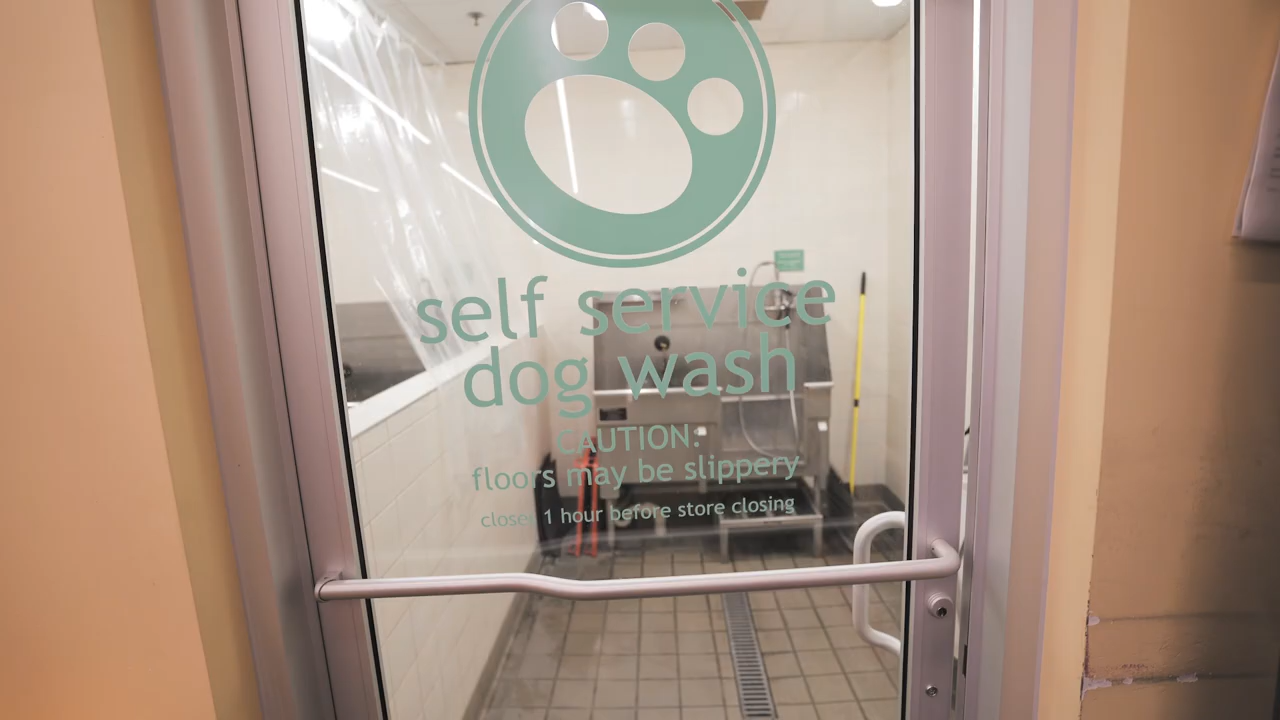 self service
dog wash
CAUTION:
floors may be slippery
closes 1 hour before store closing